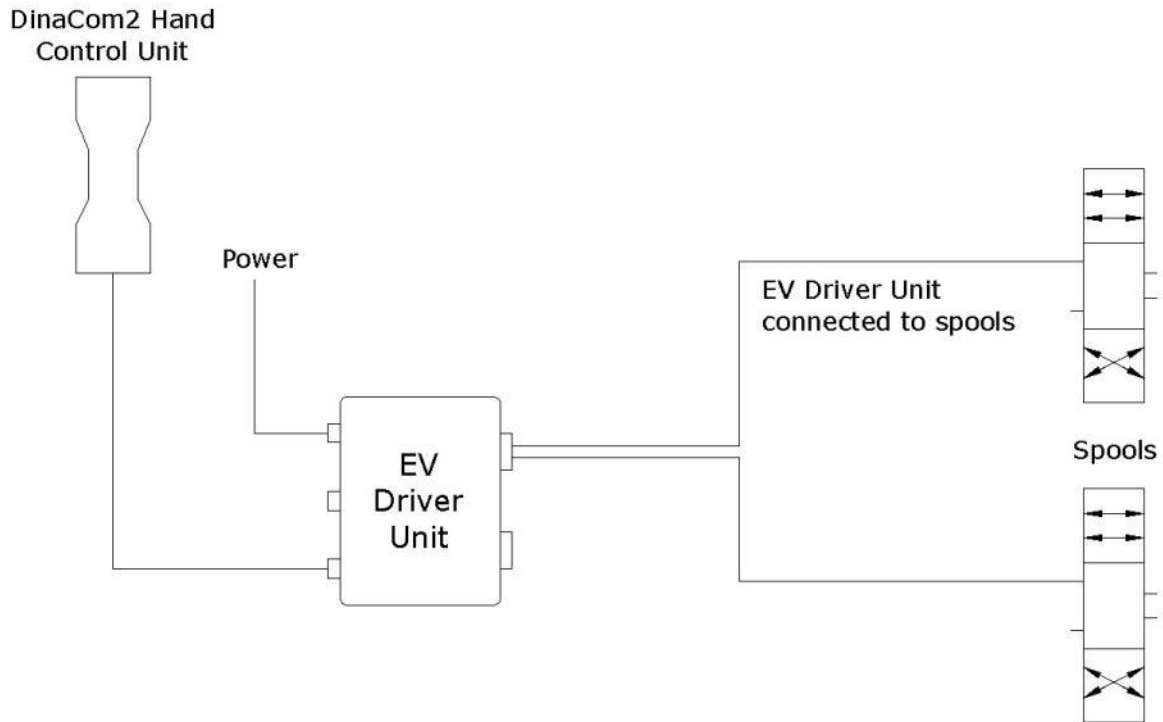 DinaCom2 Hand
Control Unit
Power
EV Driver Unit
connected to spools
EV
Driver
Unit
Spools